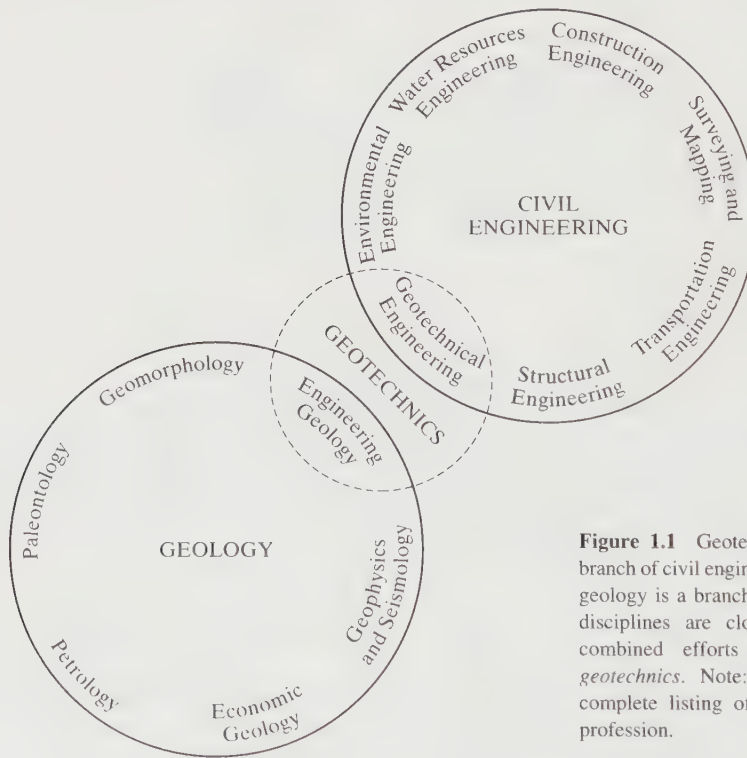 Water Resources
Engineering
Construction
Engineering
Surveying and
Mapping
Environmental
Engineering
CIVIL
ENGINEERING
Transportation
Engineering
Geotechnical
Engineering
Structural
Engineering
GEOTECHNICS
Geomorphology
Engineering
Geology
Paleontology
GEOLOGY
Geophysics
and Seismology
Petrology
Economic
Geology
Figure 1.1 Geote
branch of civil engin
geology is a branch
disciplines are clo
combined efforts
geotechnics. Note:
complete listing o
profession.